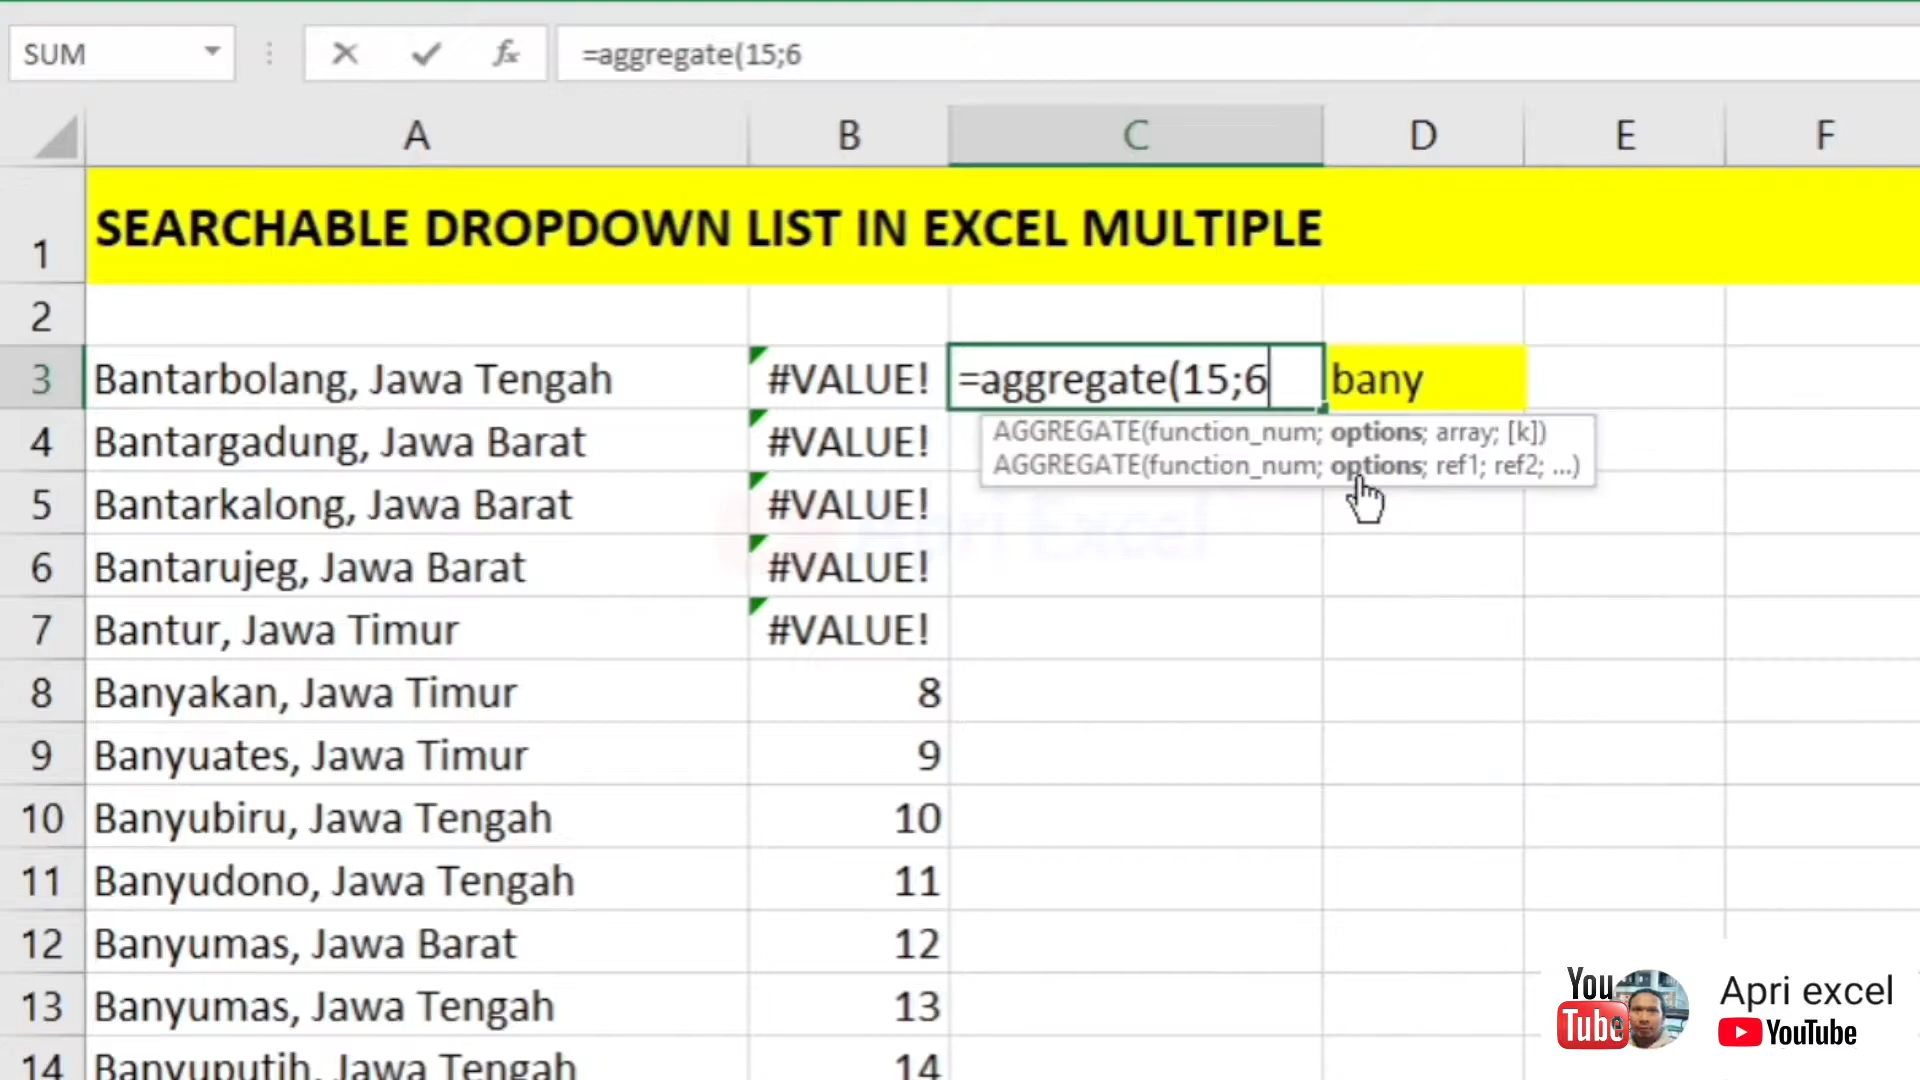 SUM =aggregate(15;6
A B C D E F
1 SEARCHABLE DROPDOWN LIST IN EXCEL MULTIPLE
2
3 Bantarbolang, Jawa Tengah #VALUE! =aggregate(15;6 bany
AGGREGATE(function_num; options; array; [k])
4 Bantargadung, Jawa Barat #VALUE!
AGGREGATE(function_num; options; ref1; ref2; ...)
5 Bantarkalong, Jawa Barat #VALUE!
Apri Excel
6 Bantarujeg, Jawa Barat #VALUE!
7 Bantur, Jawa Timur #VALUE!
8 Banyakan, Jawa Timur 8
9 Banyuates, Jawa Timur 9
10 Banyubiru, Jawa Tengah 10
11 Banyudono, Jawa Tengah 11
12 Banyumas, Jawa Barat 12
13 Banyumas, Jawa Tengah 13
14 Banyuputih, Jawa Tengah 14
You Tube
Apri excel
YouTube